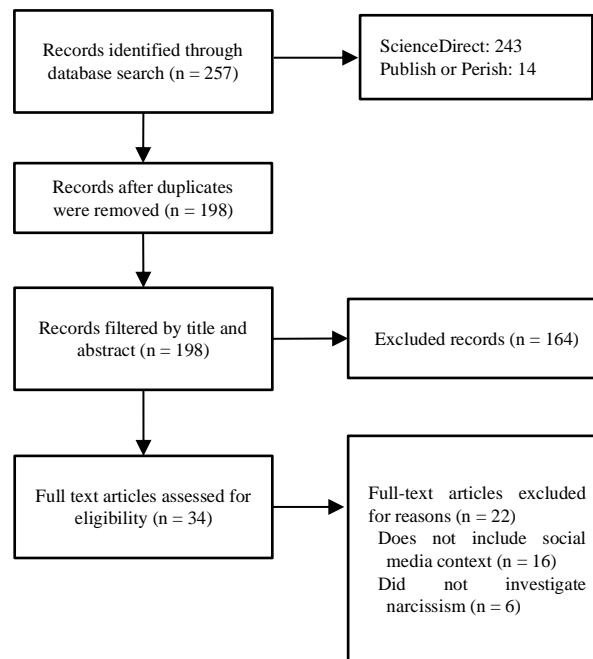 Records identified through
database search (n = 257)
ScienceDirect: 243
Publish or Perish: 14
Records after duplicates
were removed (n = 198)
Records filtered by title and
abstract (n = 198)
Excluded records (n = 164)
Full text articles assessed for
eligibility (n = 34)
Full-text articles excluded
for reasons (n = 22)
Does not include social
media context (n = 16)
Did not investigate
narcissism (n = 6)